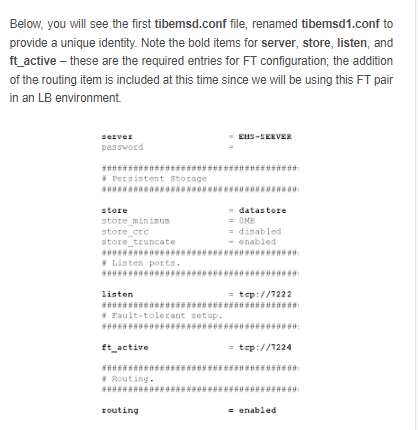 Below, you will see the first tibemsd.conf file, renamed tibemsd1.conf to
provide a unique identity. Note the bold items for server, store, listen, and
ft_active – these are the required entries for FT configuration; the addition
of the routing item is included at this time since we will be using this FT pair
in an LB environment.
server = EMS-SERVER
password =
########################################
# Persistent Storage
########################################
store = datastore
store_minimum = 0MB
store_crc = disabled
store_truncate = enabled
########################################
# Listen ports.
########################################
listen = tcp://7222
########################################
# Fault-tolerant setup.
########################################
ft_active = tcp://7224
########################################
# Routing.
########################################
routing = enabled